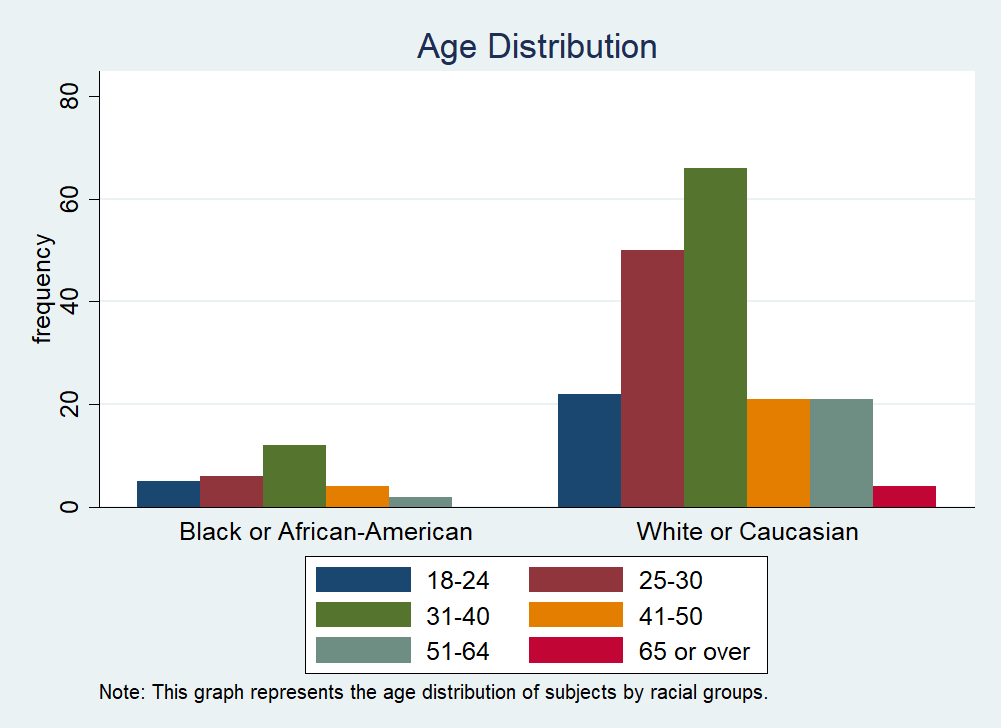 Age Distribution
80
60
40
20
0
frequency
Black or African-American White or Caucasian
18-24 25-30
31-40 41-50
51-64 65 or over
Note: This graph represents the age distribution of subjects by racial groups.